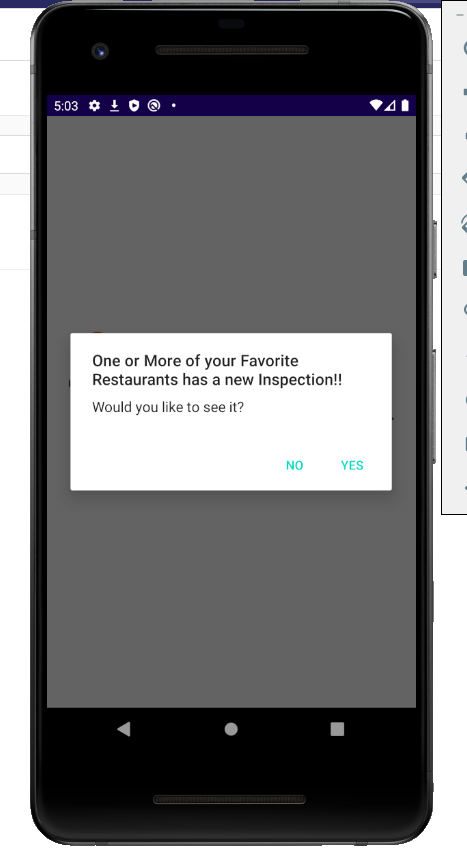 5:03
One or More of your Favorite
Restaurants has a new Inspection!!
Would you like to see it?
NO YES